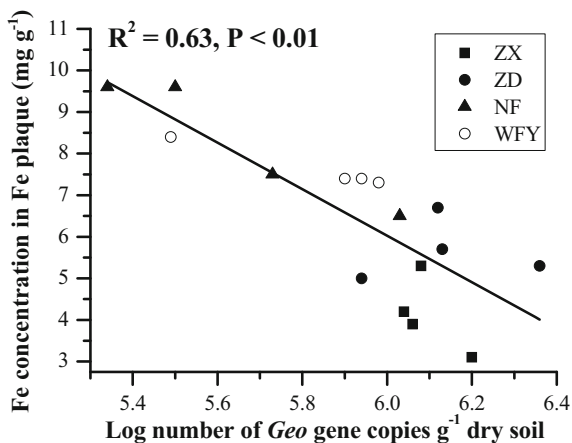 R² = 0.63, P < 0.01
ZX
ZD
NF
WFY
Fe concentration in Fe plaque (mg g⁻¹)
11
10
9
8
7
6
5
4
3
5.4 5.6 5.8 6.0 6.2 6.4
Log number of Geo gene copies g⁻¹ dry soil